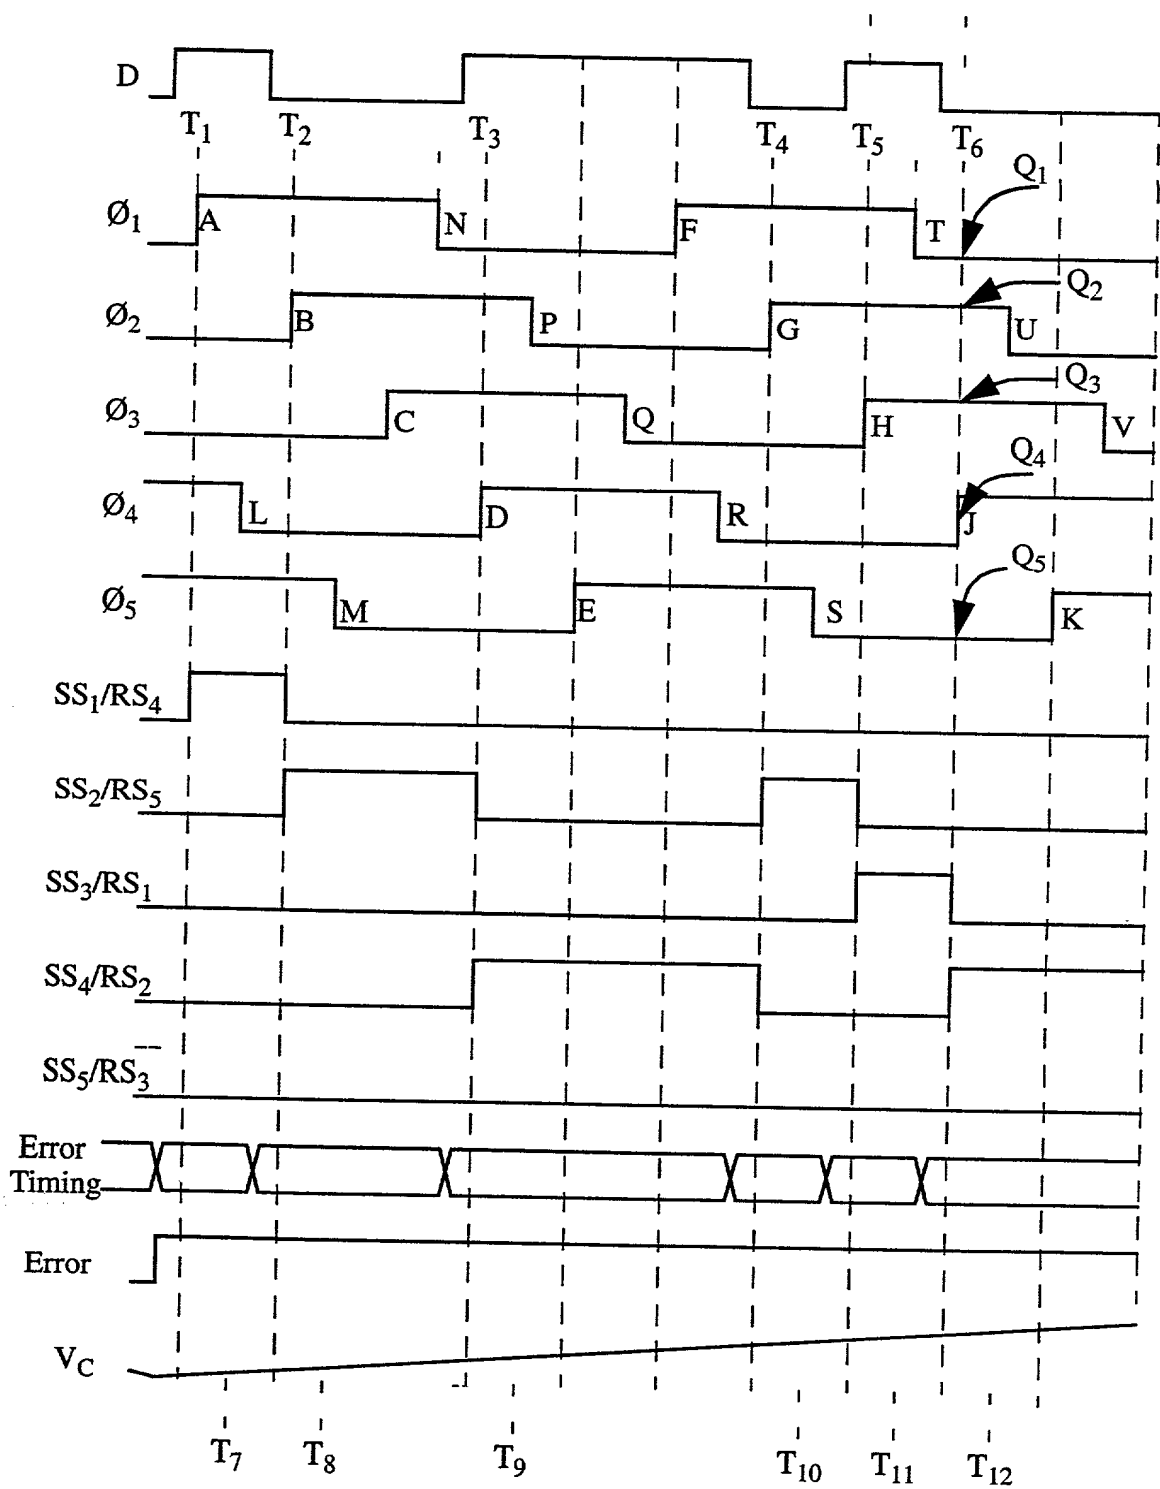 D
T₁ T₂ T₃ T₄ T₅ T₆
Q₁
Ø₁ A N F T
Q₂
Ø₂ B P G U
Q₃
Ø₃ C Q H V
Q₄
Ø₄ L D R J
Q₅
Ø₅ M E S K
SS₁/RS₄
SS₂/RS₅
SS₃/RS₁
SS₄/RS₂
SS₅/RS₃
Error
Timing
Error
V_C
T₇ T₈ T₉ T₁₀ T₁₁ T₁₂